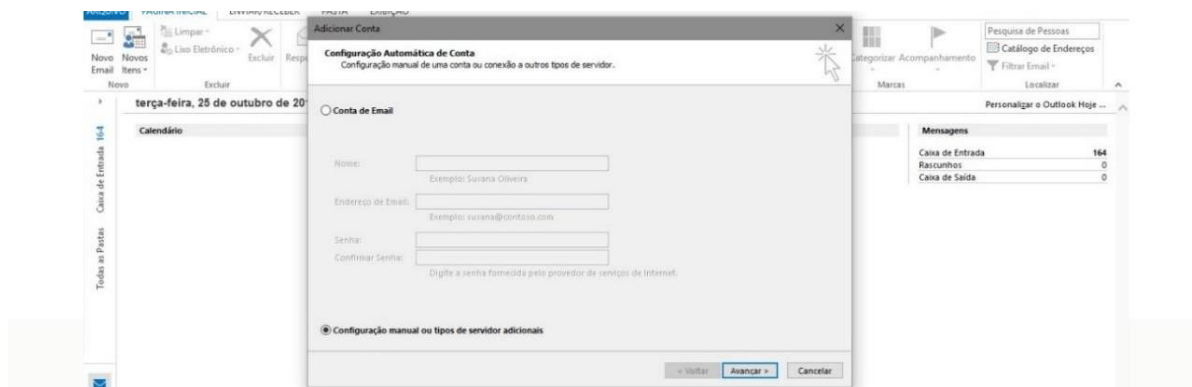 ARQUIVO PÁGINA INICIAL ENVIAR/RECEBER PASTA EXIBIÇÃO
Novo Email
Novos Itens
Limpar
Lixo Eletrônico
Excluir
Novo
Excluir
Adicionar Conta
Configuração Automática de Conta
Configuração manual de uma conta ou conexão a outros tipos de servidor.
Conta de Email
Nome:
Exemplo: Susana Oliveira
Endereço de Email:
Exemplo: susana@contoso.com
Senha:
Confirmar Senha:
Digite a senha fornecida pelo provedor de serviços de Internet.
Configuração manual ou tipos de servidor adicionais
< Voltar Avançar > Cancelar
Acompanhamento
Marcas
Pesquisa de Pessoas
Catálogo de Endereços
Filtrar Email
Localizar
terça-feira, 25 de outubro de 20
Personalizar o Outlook Hoje ...
Calendário
Mensagens
Caixa de Entrada 164
Rascunhos 0
Caixa de Saída 0
Caixa de Entrada 164
Todas as Pastas